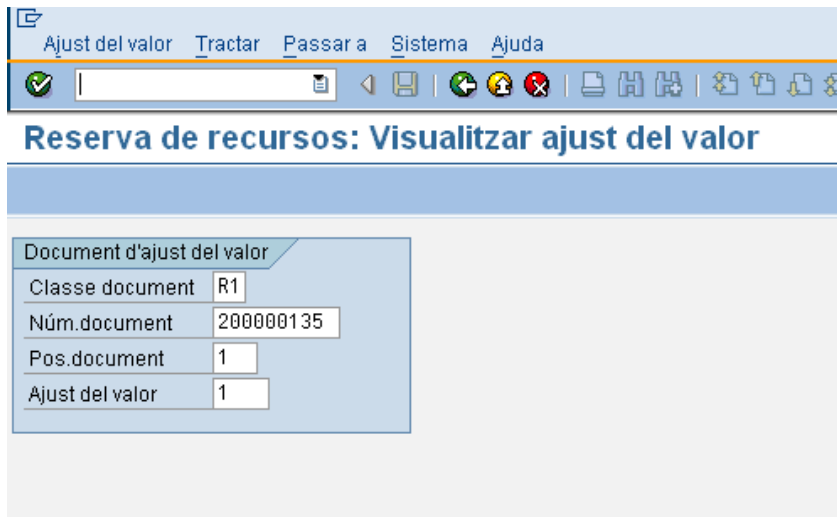 Ajust del valor Tractar Passar a Sistema Ajuda
Reserva de recursos: Visualitzar ajust del valor
Document d'ajust del valor
Classe document R1
Núm.document 200000135
Pos.document 1
Ajust del valor 1